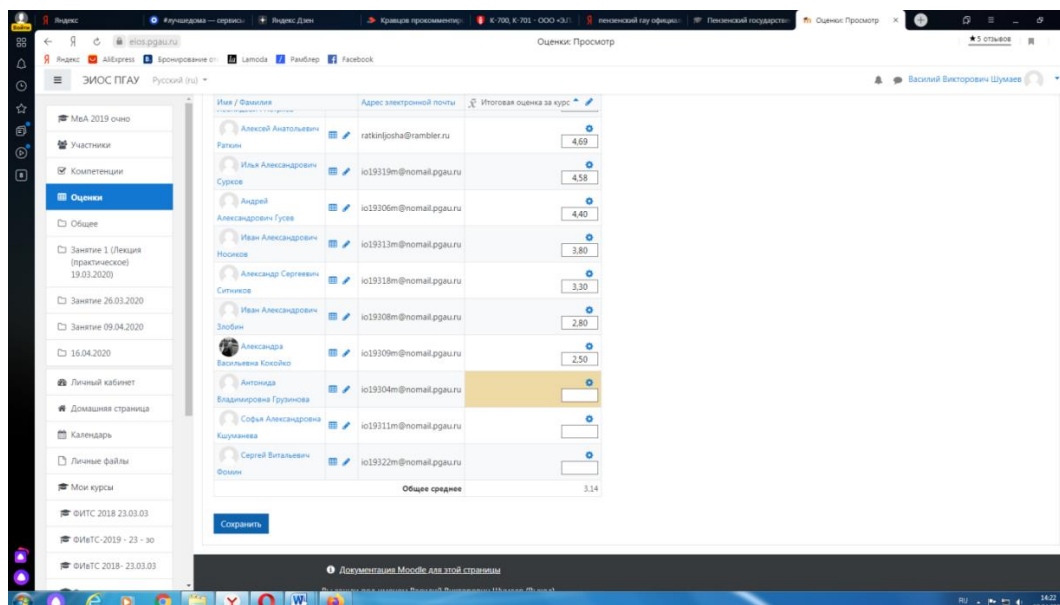 Яндекс
#лучшедома — сервисы
Яндекс Дзен
Кравцов прокомментир
К-700, К-701 - ООО «З.П
пензенский гау официал
Пензенский государстве
Оценки: Просмотр
eios.pgau.ru
Оценки: Просмотр
★5 отзывов
Яндекс
AliExpress
Бронирование от
Lamoda
Рамблер
Facebook
ЭИОС ПГАУ
Русский (ru)
Василий Викторович Шумаев
МвА 2019 очно
Участники
Компетенции
Оценки
Общее
Занятие 1 (Лекция
(практическое)
19.03.2020)
Занятие 26.03.2020
Занятие 09.04.2020
16.04.2020
Личный кабинет
Домашняя страница
Календарь
Личные файлы
Мои курсы
ФИТС 2018 23.03.03
ФИвТС-2019 - 23 - зо
ФИвТС 2018- 23.03.03
Имя / Фамилия
Адрес электронной почты
Итоговая оценка за курс
Алексей Анатольевич
Раткин
ratkinljosha@rambler.ru
4,69
Илья Александрович
Сурков
io19319m@nomail.pgau.ru
4,58
Андрей
Александрович Гусев
io19306m@nomail.pgau.ru
4,40
Иван Александрович
Носиков
io19313m@nomail.pgau.ru
3,80
Александр Сергеевич
Ситников
io19318m@nomail.pgau.ru
3,30
Иван Александрович
Злобин
io19308m@nomail.pgau.ru
2,80
Александра
Васильевна Кокойко
io19309m@nomail.pgau.ru
2,50
Антонида
Владимировна Грузинова
io19304m@nomail.pgau.ru
Софья Александровна
Кшуманева
io19311m@nomail.pgau.ru
Сергей Витальевич
Фомин
io19322m@nomail.pgau.ru
Общее среднее
3,14
Сохранить
Документация Moodle для этой страницы
RU
14:22